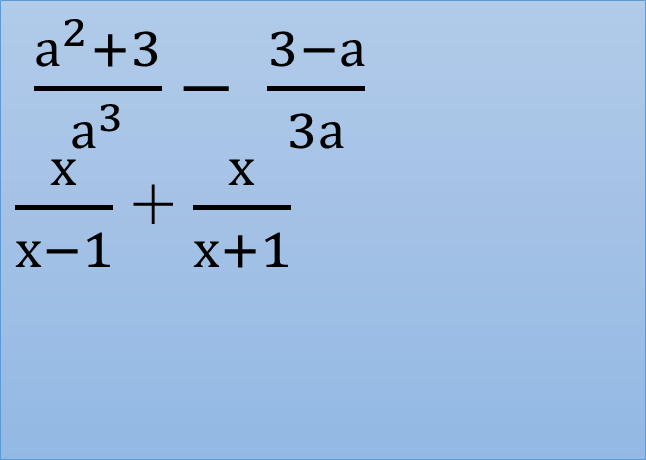 a²+3/a³ − 3−a/3a
x/x−1 + x/x+1